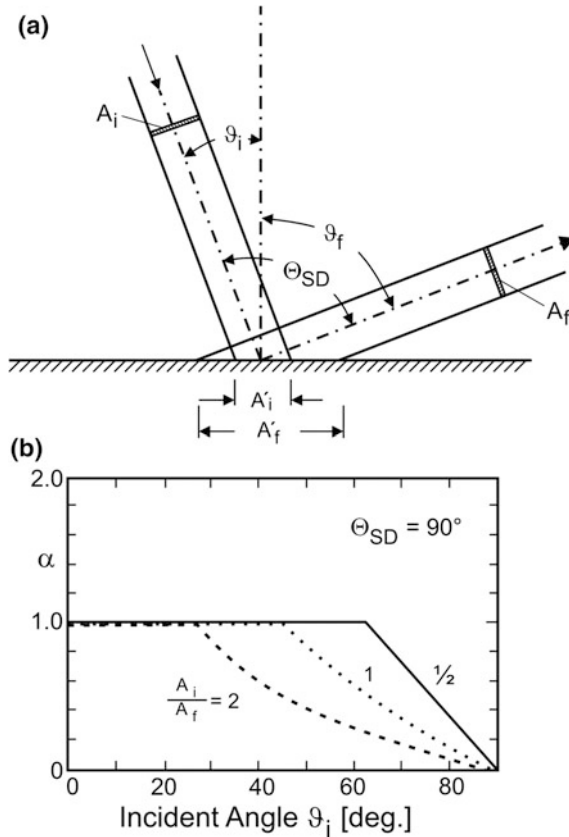 (a)
A_i
ϑ_i
ϑ_f
Θ_SD
A_f
A'_i
A'_f
(b)
2.0
Θ_SD = 90°
α
1.0
1
½
A_i/A_f = 2
0
0 20 40 60 80
Incident Angle ϑ_i [deg.]